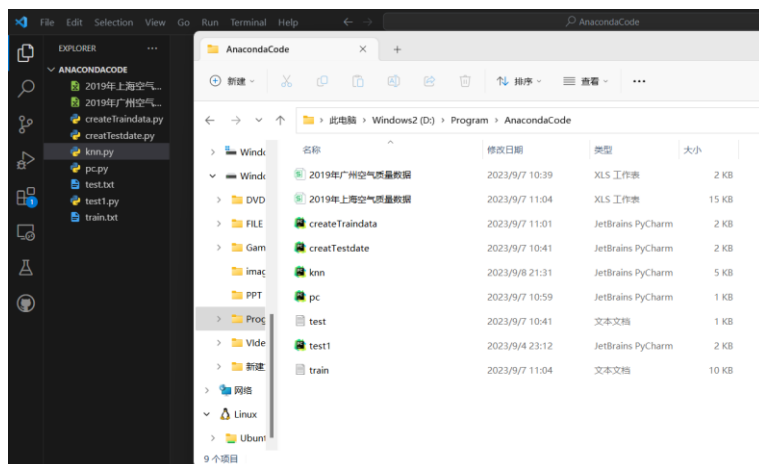 File Edit Selection View Go Run Terminal Help
AnacondaCode
EXPLORER
ANACONDACODE
2019年上海空气...
2019年广州空气...
createTraindata.py
creatTestdate.py
knn.py
pc.py
test.txt
test1.py
train.txt
1
AnacondaCode
新建
排序
查看
此电脑 > Windows2 (D:) > Program > AnacondaCode
Windo
Windo
DVD
FILE
Gam
imag
PPT
Prog
VIde
新建
网络
Linux
Ubunt
名称 修改日期 类型 大小
2019年广州空气质量数据 2023/9/7 10:39 XLS 工作表 2 KB
2019年上海空气质量数据 2023/9/7 11:04 XLS 工作表 15 KB
createTraindata 2023/9/7 11:01 JetBrains PyCharm 2 KB
creatTestdate 2023/9/7 10:41 JetBrains PyCharm 2 KB
knn 2023/9/8 21:31 JetBrains PyCharm 5 KB
pc 2023/9/7 10:59 JetBrains PyCharm 1 KB
test 2023/9/7 10:41 文本文档 1 KB
test1 2023/9/4 23:12 JetBrains PyCharm 2 KB
train 2023/9/7 11:04 文本文档 10 KB
9 个项目